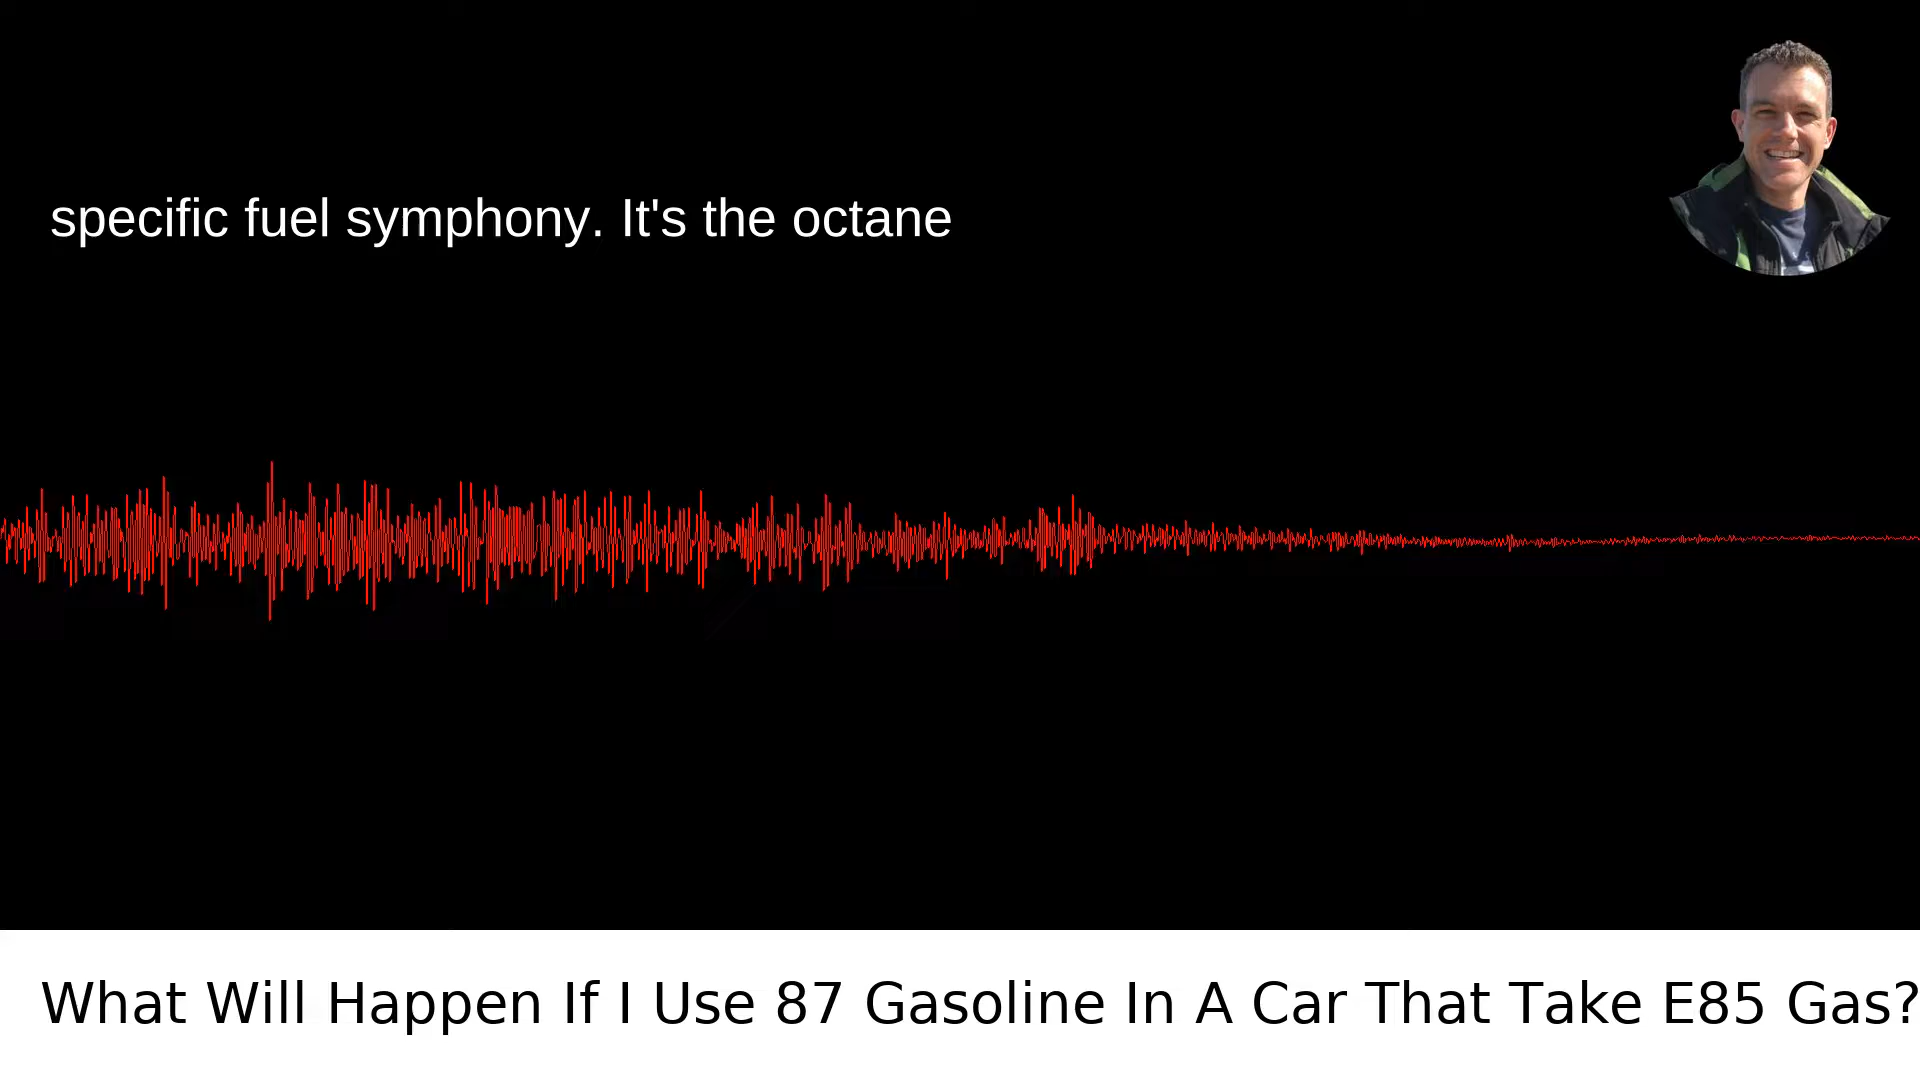 specific fuel symphony. It's the octane
What Will Happen If I Use 87 Gasoline In A Car That Take E85 Gas?